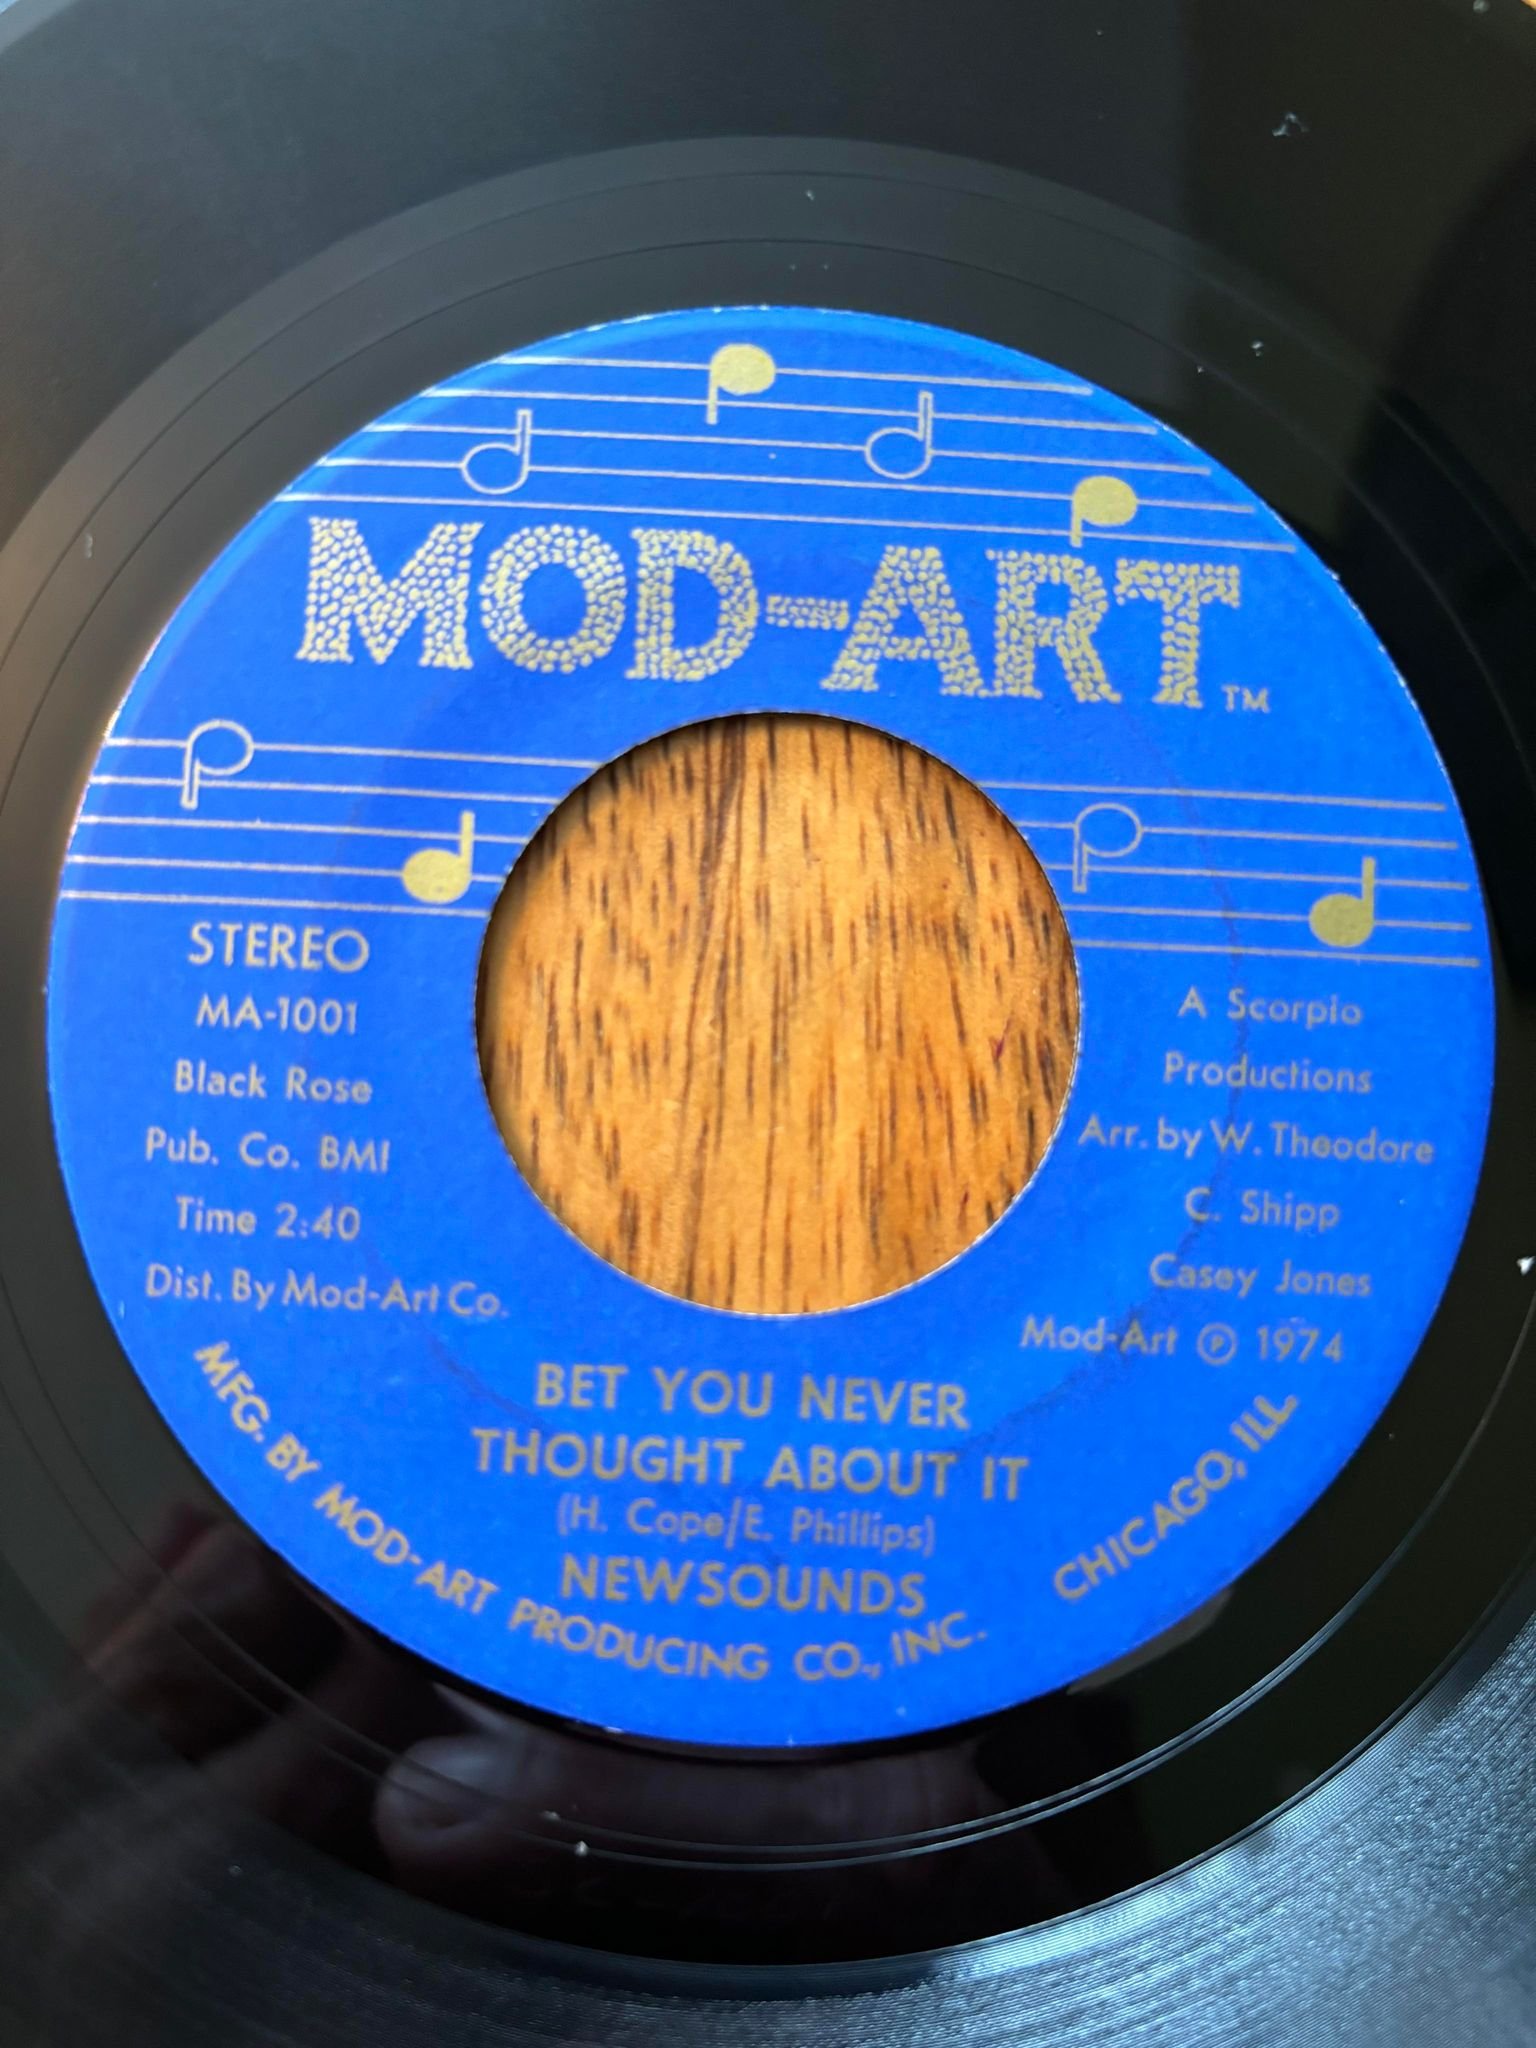 MOD-ART
TM
STEREO
MA-1001
Black Rose
Pub. Co. BMI
Time 2:40
Dist. By Mod-Art Co.
A Scorpio
Productions
Arr. by W. Theodore
C. Shipp
Casey Jones
Mod-Art ℗ 1974
BET YOU NEVER
THOUGHT ABOUT IT
(H. Cope/E. Phillips)
NEWSOUNDS
MFG. BY MOD-ART PRODUCING CO., INC. CHICAGO, ILL.